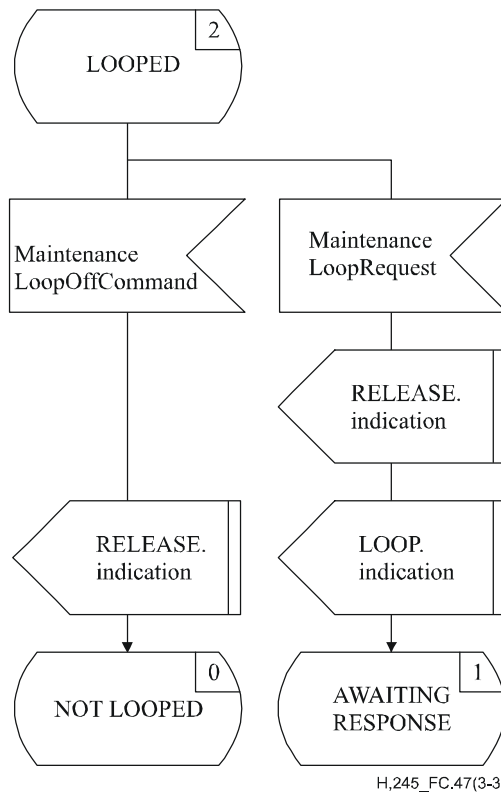 2
LOOPED
Maintenance
LoopOffCommand
Maintenance
LoopRequest
RELEASE.
indication
RELEASE.
indication
LOOP.
indication
0
NOT LOOPED
1
AWAITING
RESPONSE
H,245_FC.47(3-3